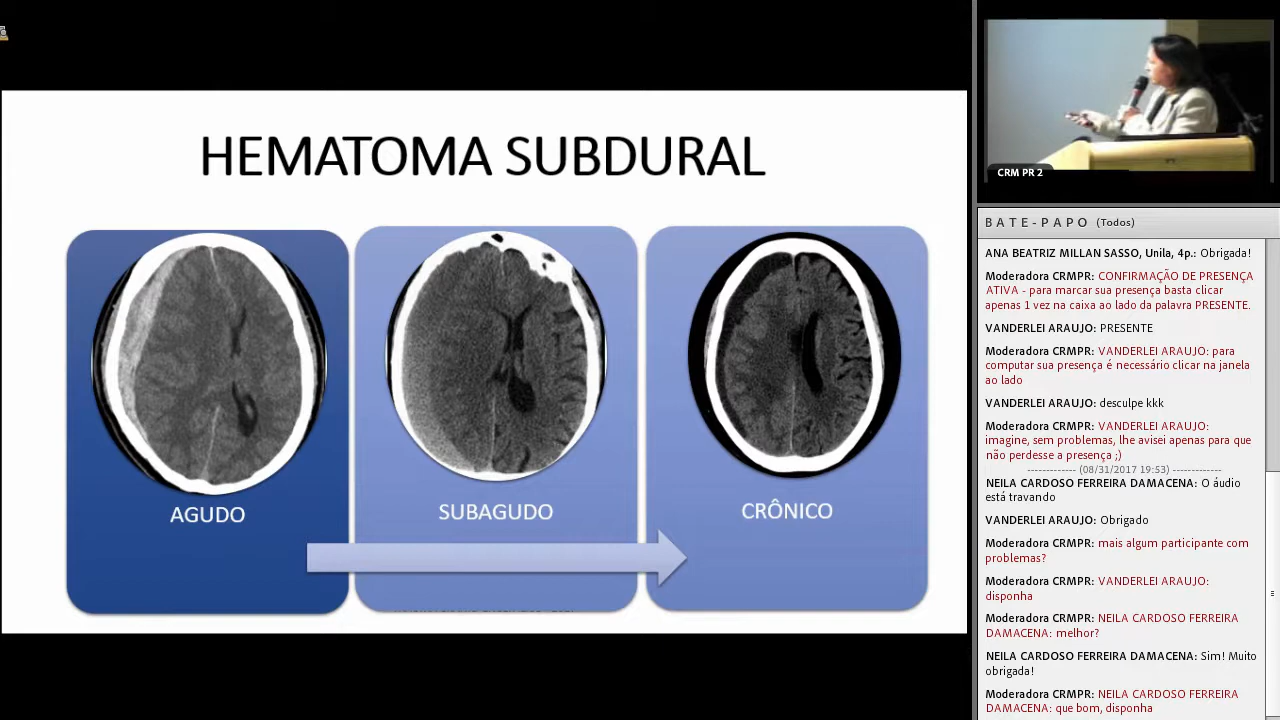 HEMATOMA SUBDURAL
AGUDO
SUBAGUDO
CRÔNICO
CRM PR 2
BATE-PAPO (Todos)
ANA BEATRIZ MILLAN SASSO, Unila, 4p.: Obrigada!
Moderadora CRMPR: CONFIRMAÇÃO DE PRESENÇA
ATIVA - para marcar sua presença basta clicar
apenas 1 vez na caixa ao lado da palavra PRESENTE.
VANDERLEI ARAUJO: PRESENTE
Moderadora CRMPR: VANDERLEI ARAUJO: para
computar sua presença é necessário clicar na janela
ao lado
VANDERLEI ARAUJO: desculpe kkk
Moderadora CRMPR: VANDERLEI ARAUJO:
imagine, sem problemas, lhe avisei apenas para que
não perdesse a presença ;)
------------- (08/31/2017 19:53) -------------
NEILA CARDOSO FERREIRA DAMACENA: O áudio
está travando
VANDERLEI ARAUJO: Obrigado
Moderadora CRMPR: mais algum participante com
problemas?
Moderadora CRMPR: VANDERLEI ARAUJO:
disponha
Moderadora CRMPR: NEILA CARDOSO FERREIRA
DAMACENA: melhor?
NEILA CARDOSO FERREIRA DAMACENA: Sim! Muito
obrigada!
Moderadora CRMPR: NEILA CARDOSO FERREIRA
DAMACENA: que bom, disponha